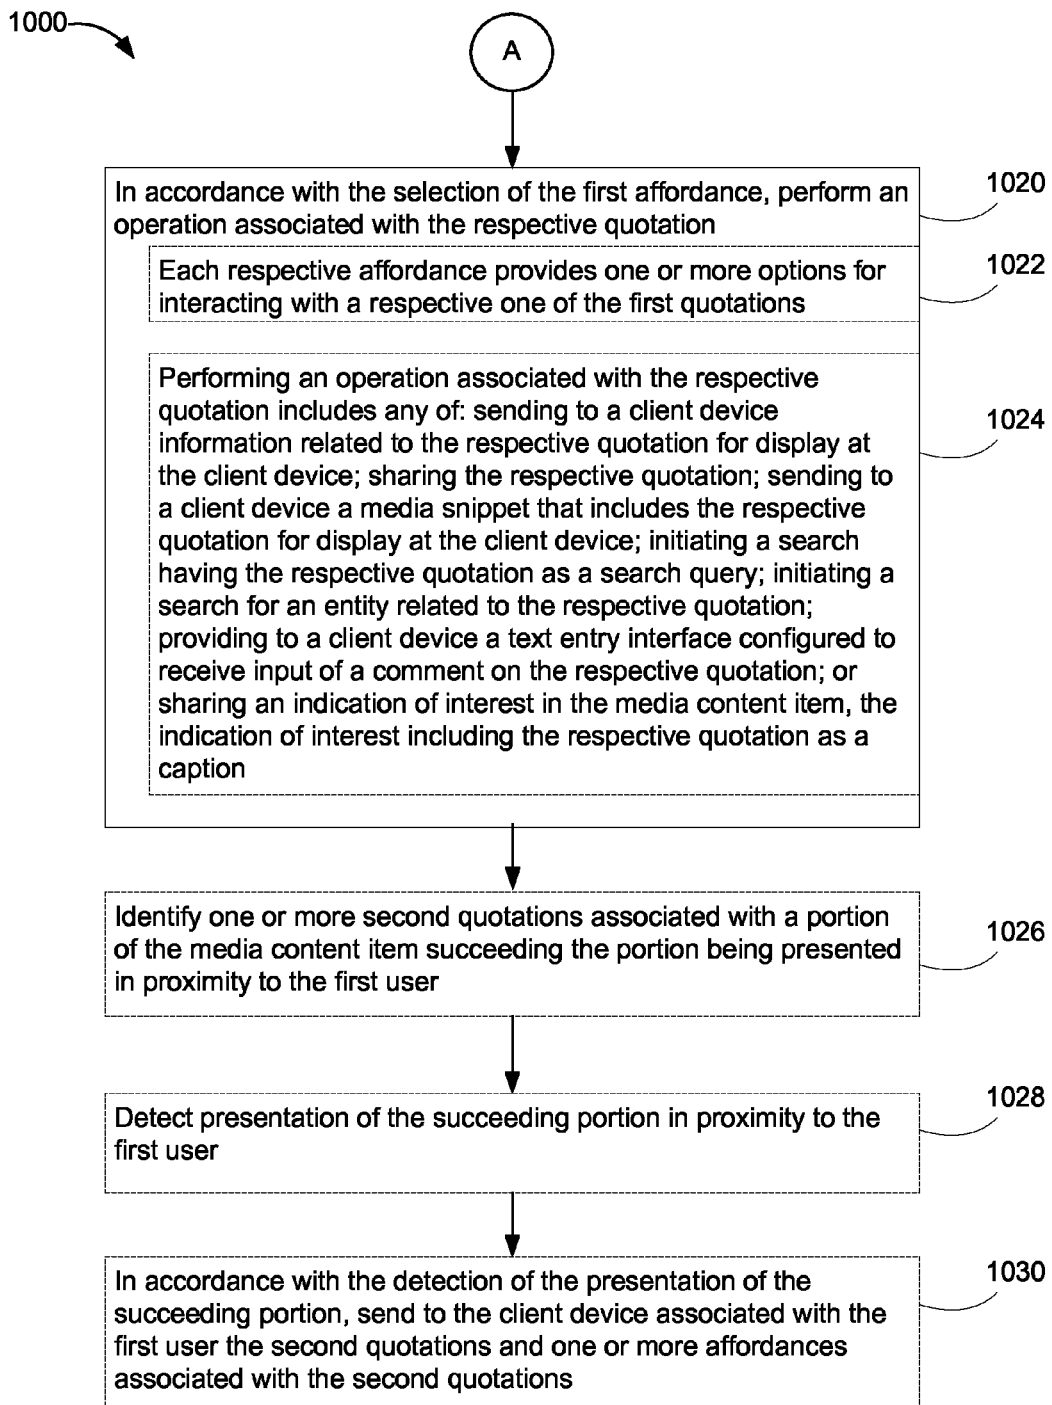 1000
A
In accordance with the selection of the first affordance, perform an
operation associated with the respective quotation
1020
Each respective affordance provides one or more options for
interacting with a respective one of the first quotations
1022
Performing an operation associated with the respective
quotation includes any of: sending to a client device
information related to the respective quotation for display at
the client device; sharing the respective quotation; sending to
a client device a media snippet that includes the respective
quotation for display at the client device; initiating a search
having the respective quotation as a search query; initiating a
search for an entity related to the respective quotation;
providing to a client device a text entry interface configured to
receive input of a comment on the respective quotation; or
sharing an indication of interest in the media content item, the
indication of interest including the respective quotation as a
caption
1024
Identify one or more second quotations associated with a portion
of the media content item succeeding the portion being presented
in proximity to the first user
1026
Detect presentation of the succeeding portion in proximity to the
first user
1028
In accordance with the detection of the presentation of the
succeeding portion, send to the client device associated with the
first user the second quotations and one or more affordances
associated with the second quotations
1030